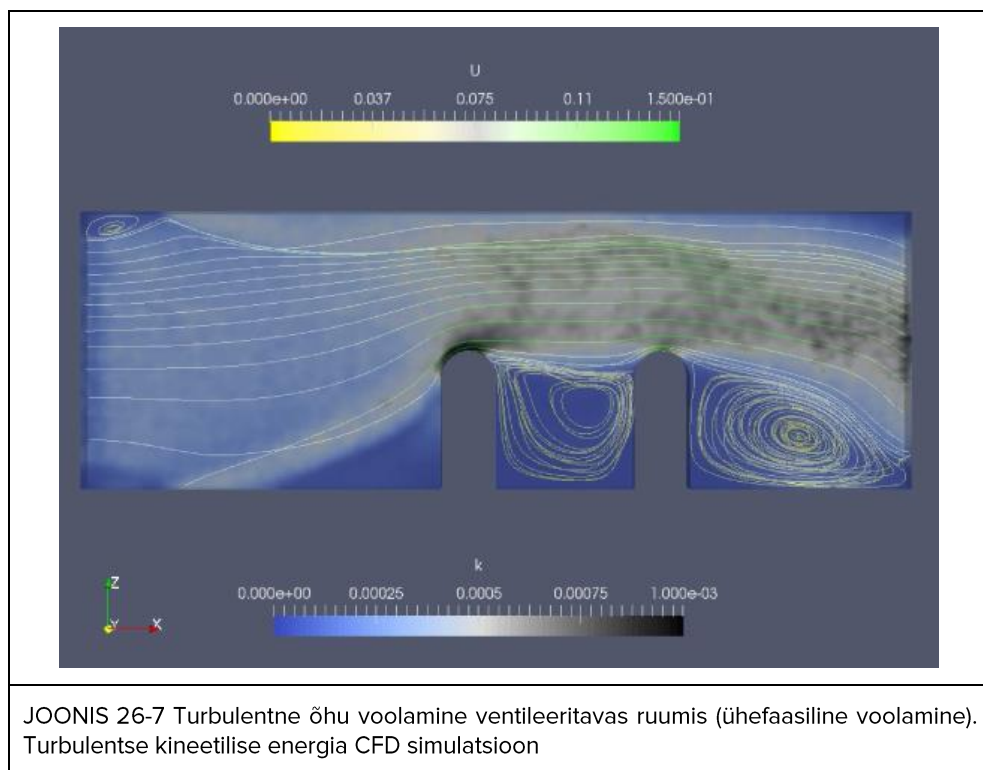 U
0.000e+00 0.037 0.075 0.11 1.500e-01
k
0.000e+00 0.00025 0.0005 0.00075 1.000e-03
Z
Y X
JOONIS 26-7 Turbulentne õhu voolamine ventileeritavas ruumis (ühefaasiline voolamine).
Turbulentse kineetilise energia CFD simulatsioon